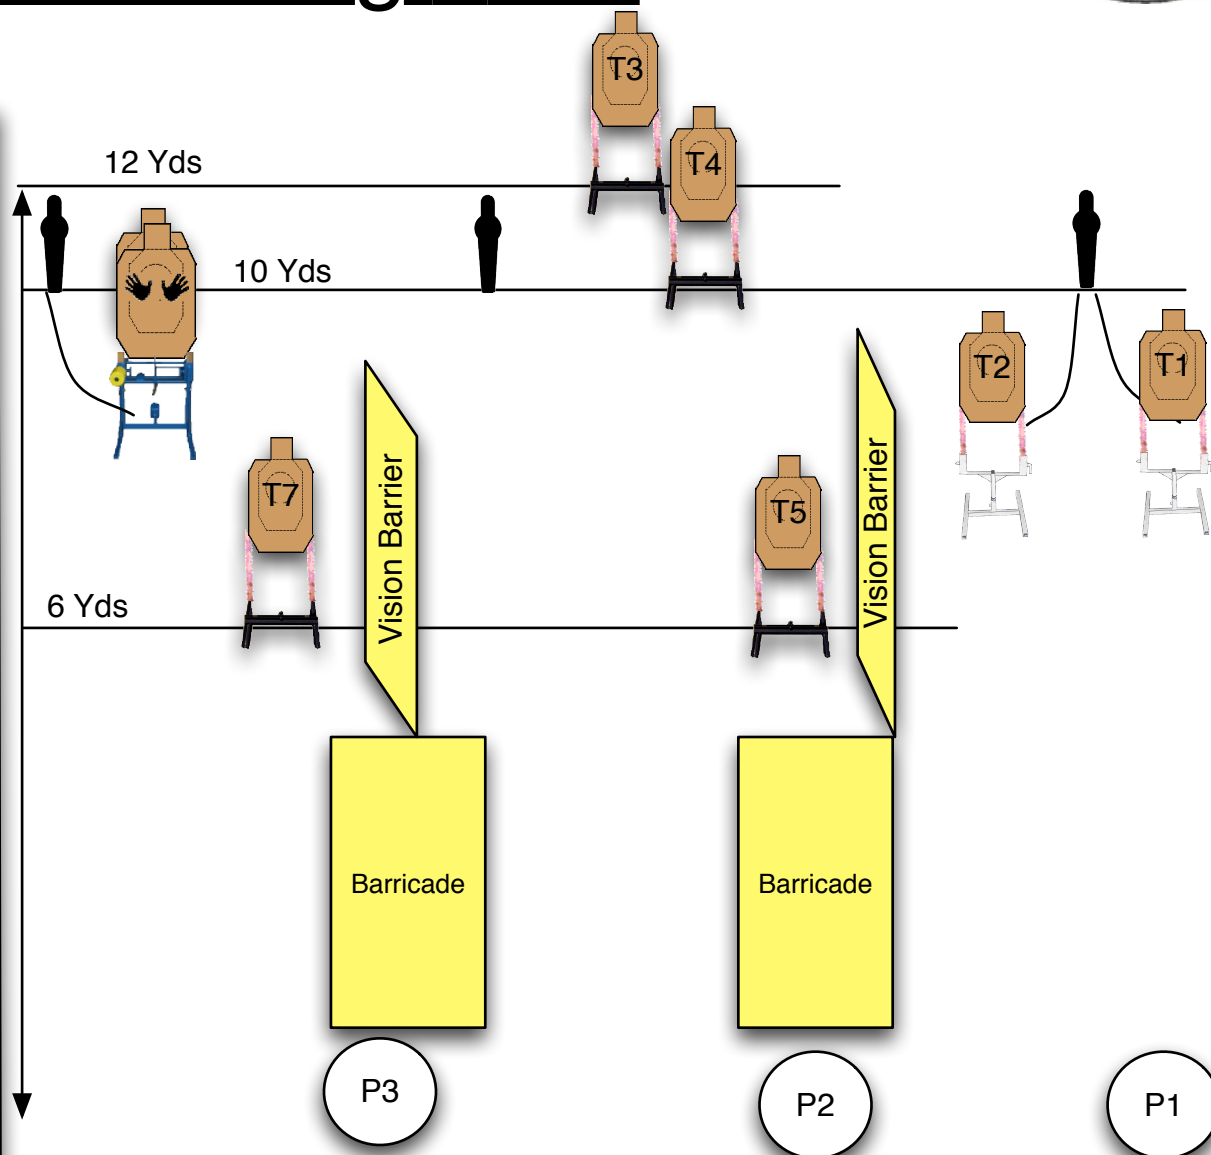 T3
T4
12 Yds
10 Yds
T2
T1
T7
T5
Vision Barrier
Vision Barrier
6 Yds
Barricade
Barricade
P3
P2
P1